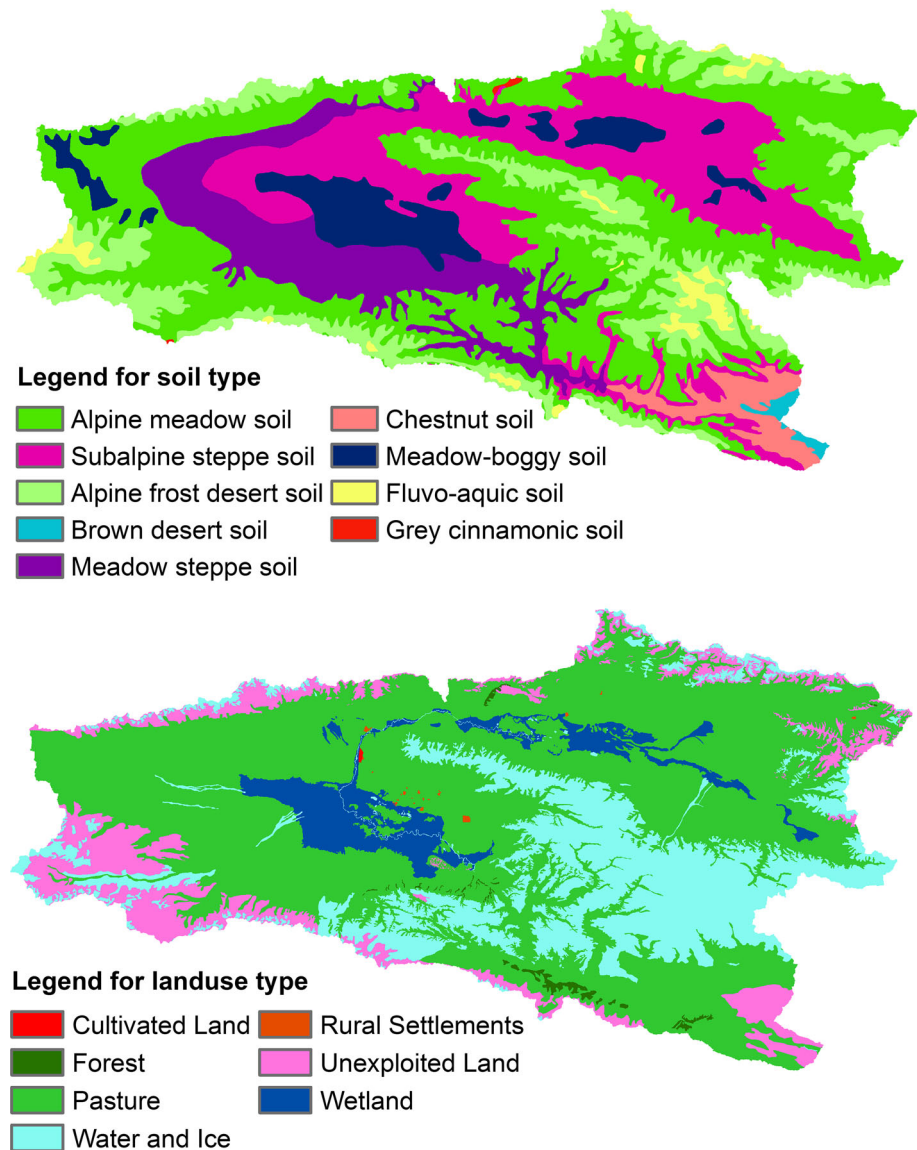 Legend for soil type
Alpine meadow soil
Subalpine steppe soil
Alpine frost desert soil
Brown desert soil
Meadow steppe soil
Chestnut soil
Meadow-boggy soil
Fluvo-aquic soil
Grey cinnamonic soil
Legend for landuse type
Cultivated Land
Forest
Pasture
Water and Ice
Rural Settlements
Unexploited Land
Wetland